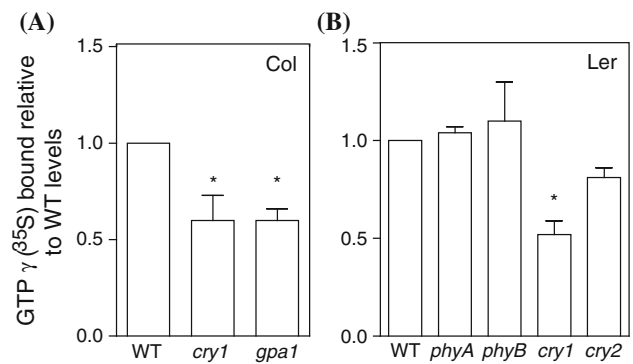 (A)
(B)
GTP γ (³⁵S) bound relative
to WT levels
1.5
1.0
0.5
0.0
Col
*
*
WT cry1 gpa1
1.5
1.0
0.5
0.0
Ler
*
WT phyA phyB cry1 cry2